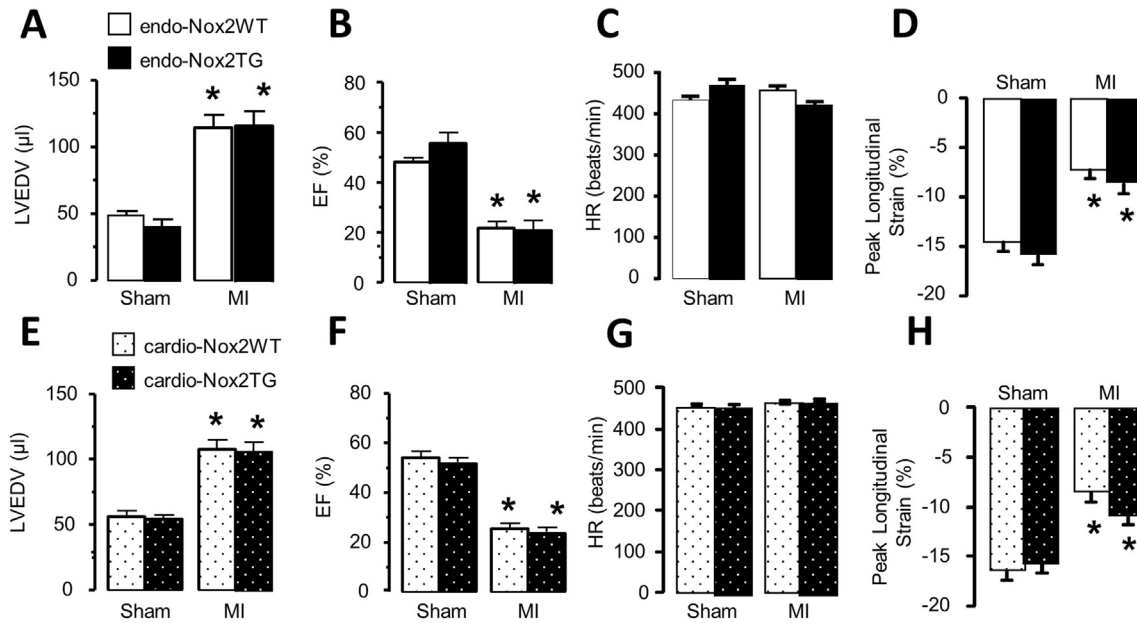 A
endo-Nox2WT
endo-Nox2TG
LVEDV (µl)
150
100
50
0
*
*
Sham
MI
B
EF (%)
80
60
40
20
0
*
*
Sham
MI
C
HR (beats/min)
500
400
300
200
100
0
Sham
MI
D
Peak Longitudinal
Strain (%)
Sham
MI
0
-5
-10
-15
-20
*
*
E
cardio-Nox2WT
cardio-Nox2TG
LVEDV (µl)
150
100
50
0
*
*
Sham
MI
F
EF (%)
80
60
40
20
0
*
*
Sham
MI
G
HR (beats/min)
500
400
300
200
100
0
Sham
MI
H
Peak Longitudinal
Strain (%)
Sham
MI
0
-5
-10
-15
-20
*
*